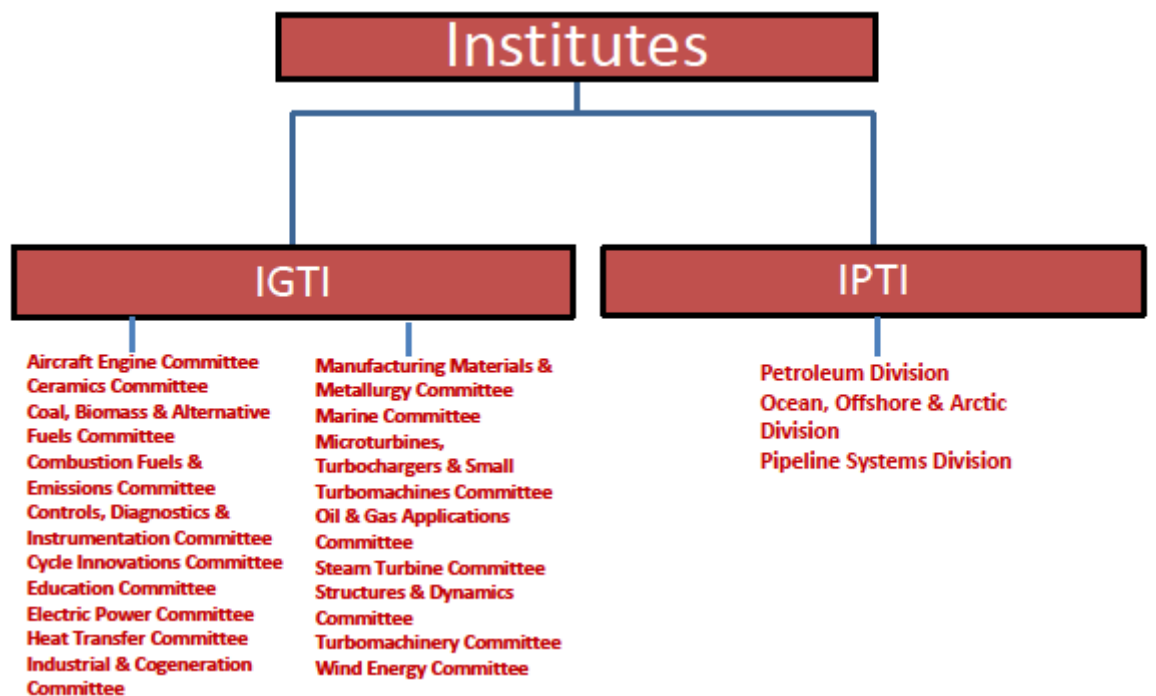 Institutes
IGTI
IPTI
Aircraft Engine Committee
Ceramics Committee
Coal, Biomass & Alternative
Fuels Committee
Combustion Fuels &
Emissions Committee
Controls, Diagnostics &
Instrumentation Committee
Cycle Innovations Committee
Education Committee
Electric Power Committee
Heat Transfer Committee
Industrial & Cogeneration
Committee
Manufacturing Materials &
Metallurgy Committee
Marine Committee
Microturbines,
Turbochargers & Small
Turbomachines Committee
Oil & Gas Applications
Committee
Steam Turbine Committee
Structures & Dynamics
Committee
Turbomachinery Committee
Wind Energy Committee
Petroleum Division
Ocean, Offshore & Arctic
Division
Pipeline Systems Division